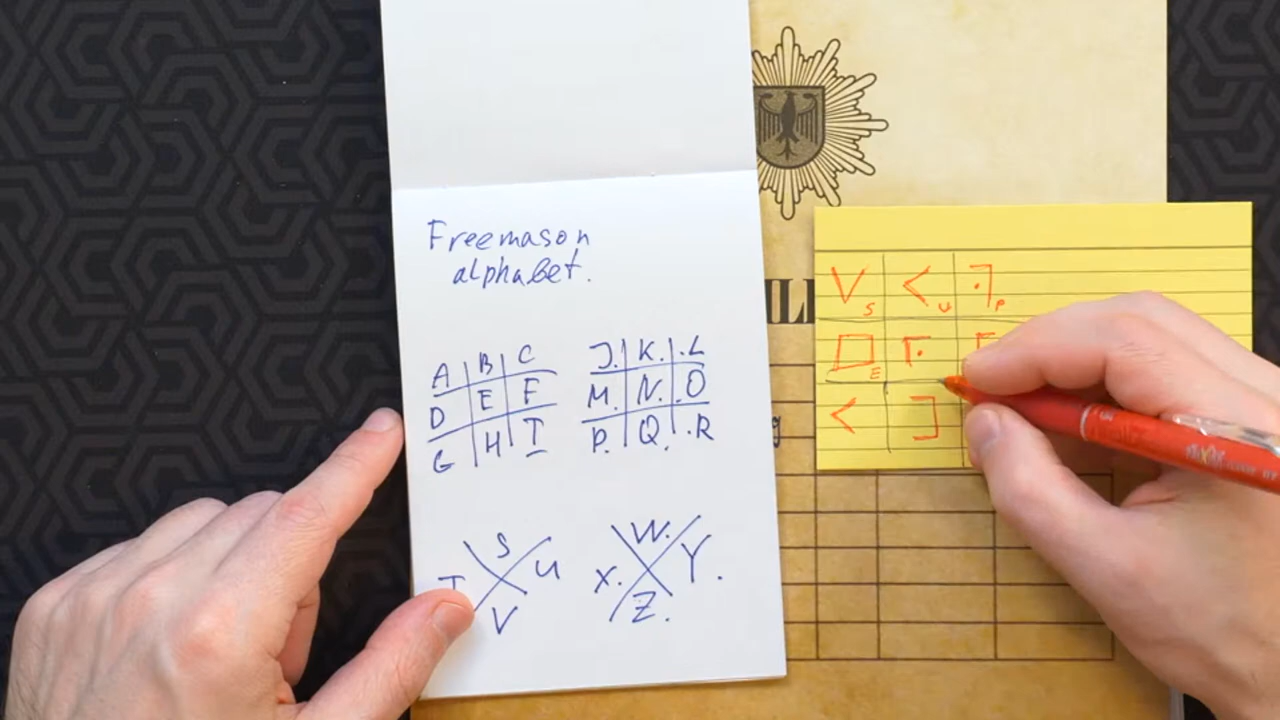 Freemason
alphabet.
A B C
D E F
G H I
J. K. .L
M. N. .O
P. Q. .R
S
T U
V
W.
X. Y.
Z.
S U P
E